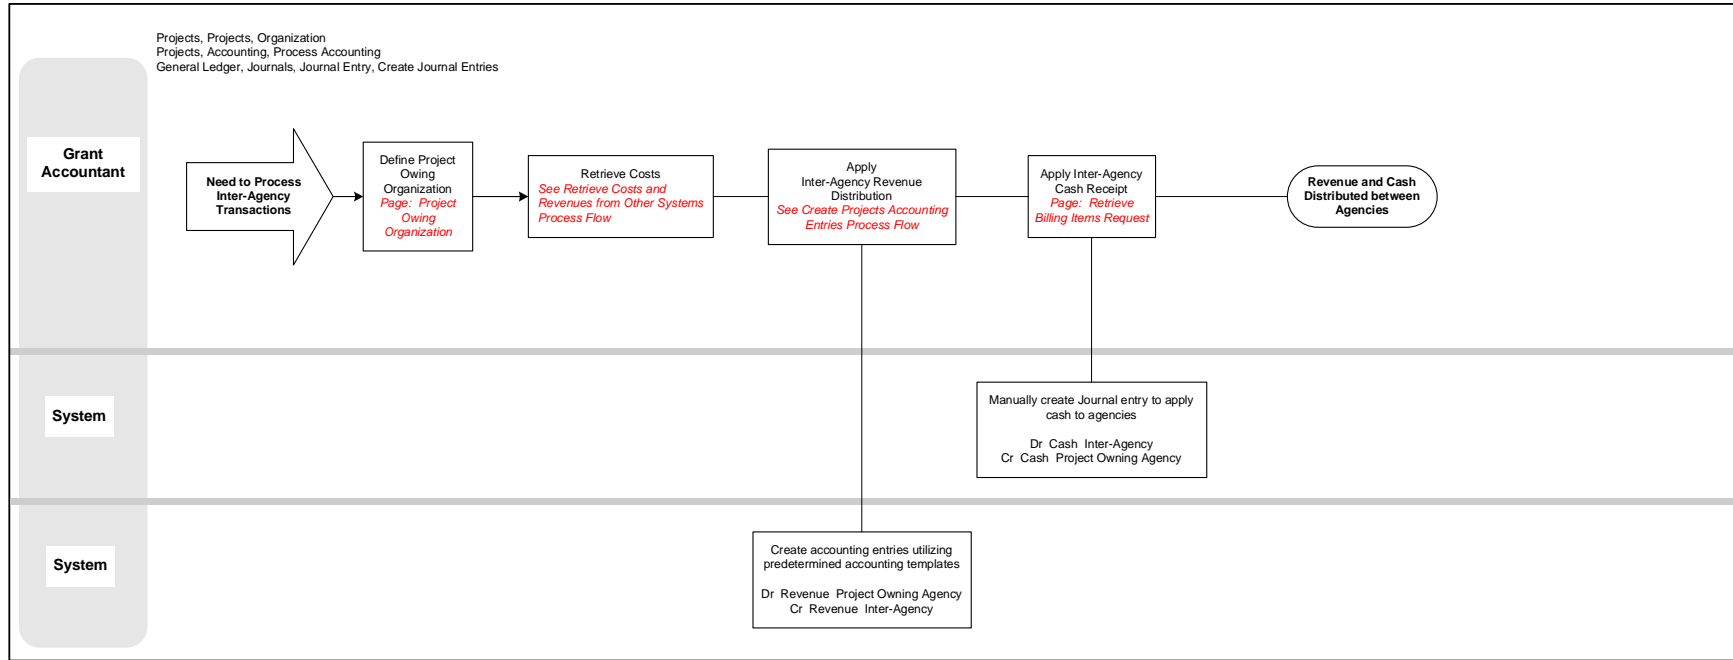 Projects, Projects, Organization
Projects, Accounting, Process Accounting
General Ledger, Journals, Journal Entry, Create Journal Entries
Grant
Accountant
Need to Process
Inter-Agency
Transactions
Define Project
Owing
Organization
Page:  Project
Owing
Organization
Retrieve Costs
See Retrieve Costs and
Revenues from Other Systems
Process Flow
Apply
Inter-Agency Revenue
Distribution
See Create Projects Accounting
Entries Process Flow
Apply Inter-Agency
Cash Receipt
Page:  Retrieve
Billing Items Request
Revenue and Cash
Distributed between
Agencies
System
Manually create Journal entry to apply
cash to agencies
Dr  Cash  Inter-Agency
Cr  Cash  Project Owning Agency
System
Create accounting entries utilizing
predetermined accounting templates
Dr  Revenue  Project Owning Agency
Cr  Revenue  Inter-Agency